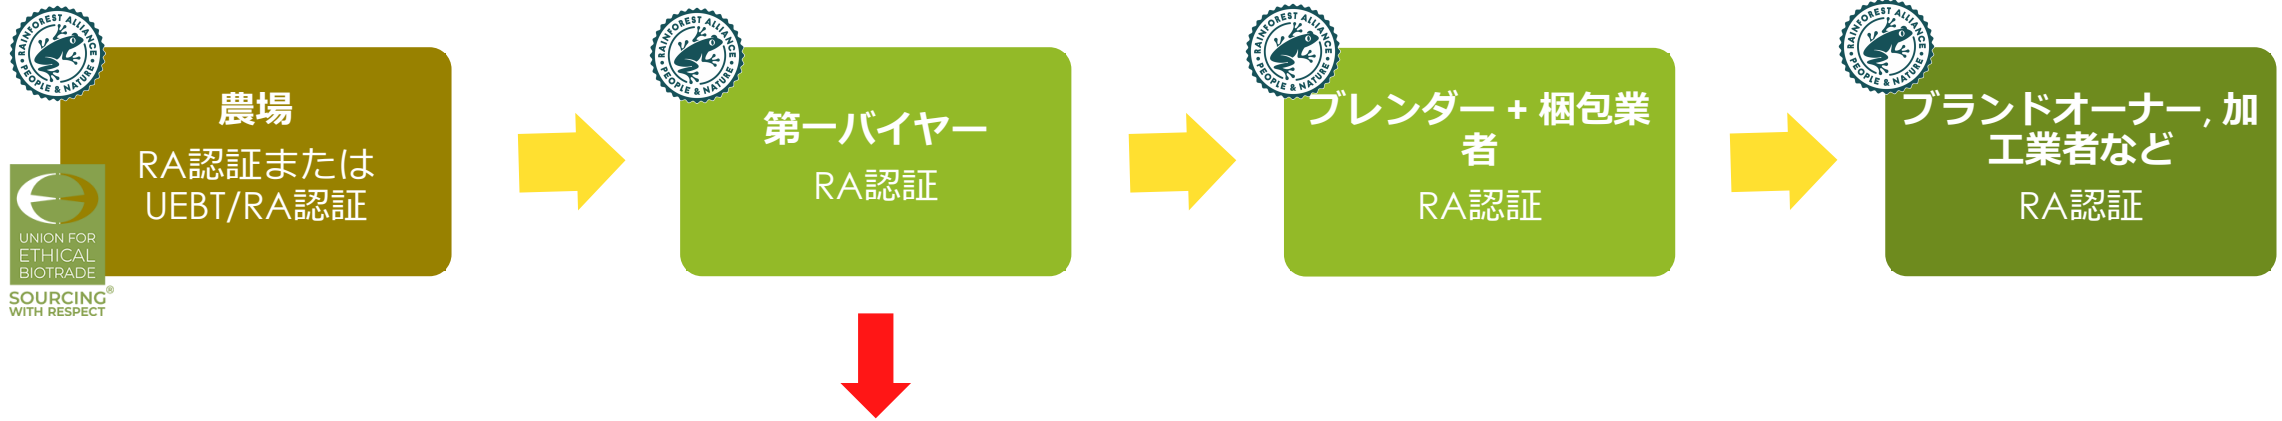 RAINFOREST ALLIANCE
• PEOPLE & NATURE •
農場
RA認証または
UEBT/RA認証
UNION FOR
ETHICAL
BIOTRADE
SOURCING®
WITH RESPECT
RAINFOREST ALLIANCE
• PEOPLE & NATURE •
第一バイヤー
RA認証
RAINFOREST ALLIANCE
• PEOPLE & NATURE •
ブレンダー + 梱包業
者
RA認証
RAINFOREST ALLIANCE
• PEOPLE & NATURE •
ブランドオーナー, 加
工業者など
RA認証